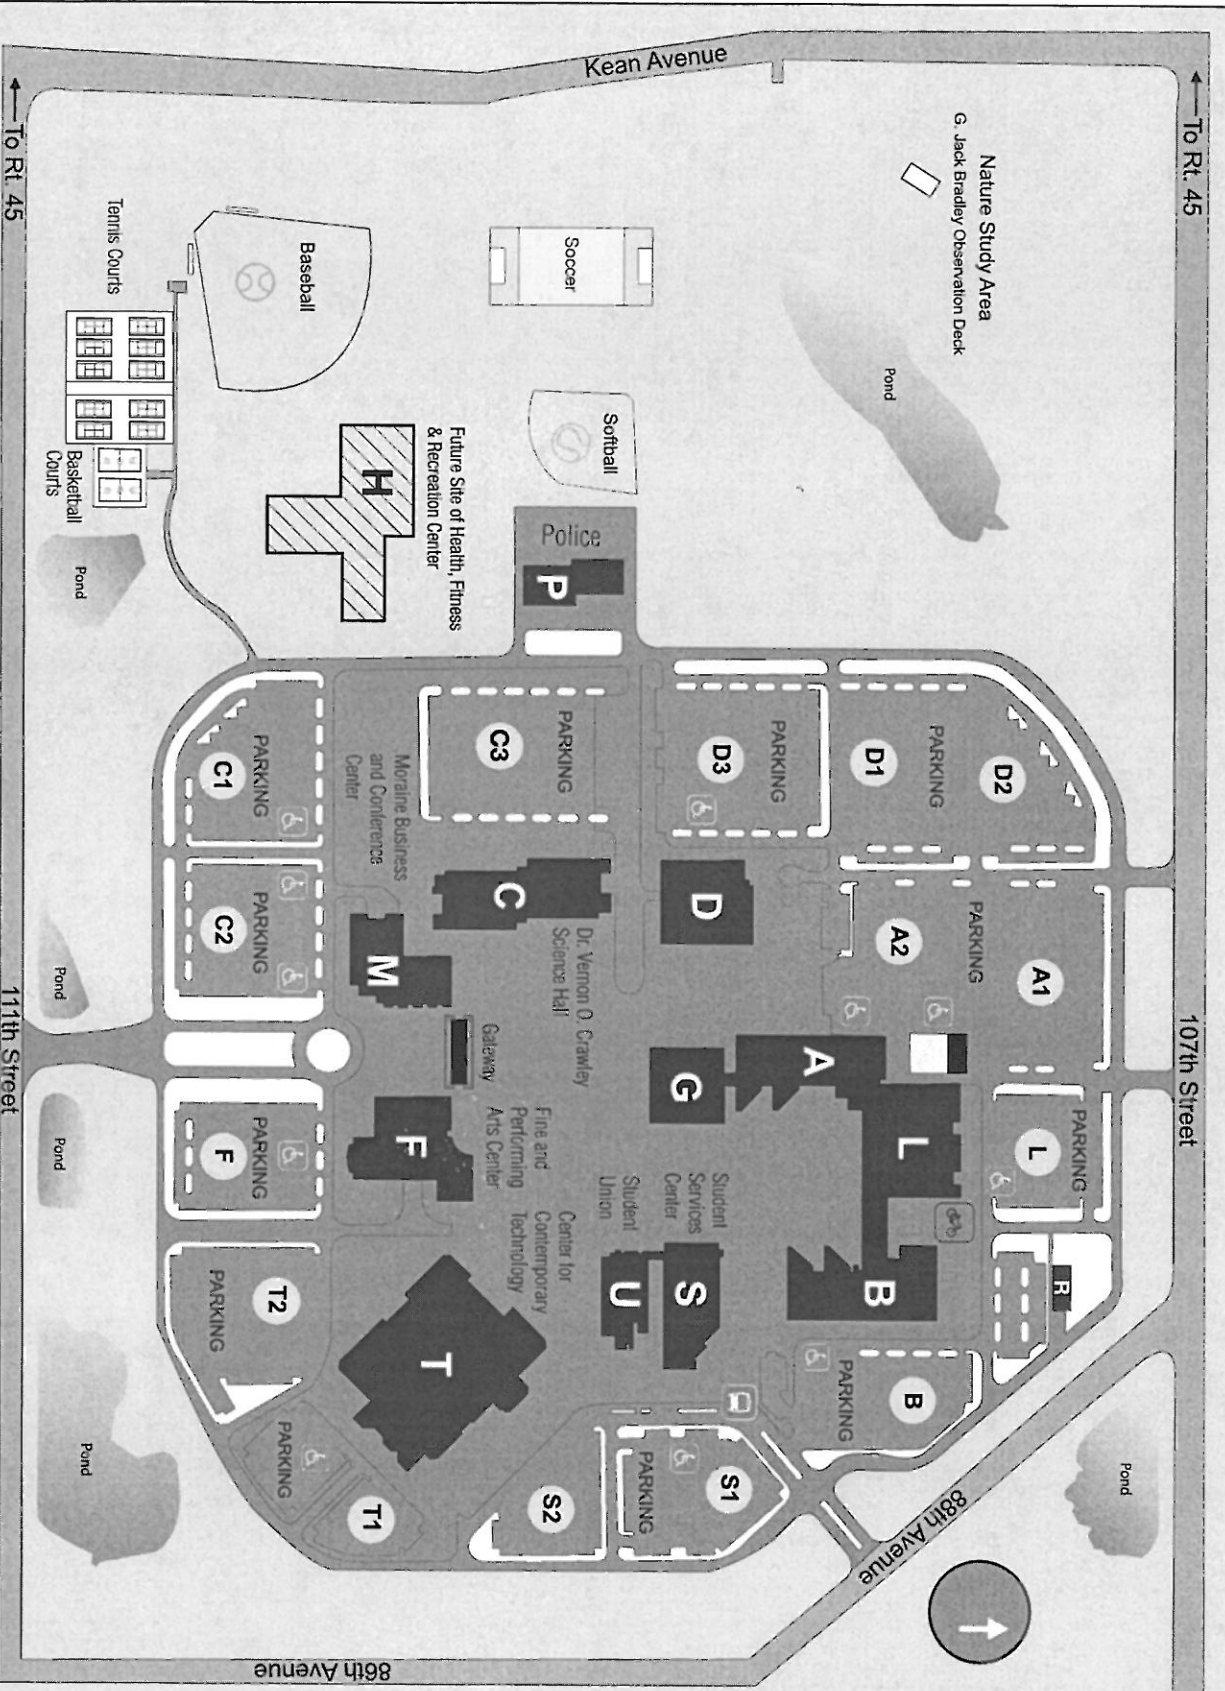 Kean Avenue
To Rt. 45
To Rt. 45
Nature Study Area
G. Jack Bradley Observation Deck
Pond
107th Street
Soccer
Baseball
Softball
Tennis Courts
Basketball
Courts
Pond
Future Site of Health, Fitness
& Recreation Center
H
Police
P
PARKING
D2
D1
PARKING
D3
PARKING
C3
PARKING
C1
PARKING
C2
Pond
111th Street
Moraine Business
and Conference
Center
M
C
Dr. Vernon O. Crawley
Science Hall
D
PARKING
A1
A2
A
G
L
PARKING
L
R
B
PARKING
B
Gateway
Fine and
Performing
Arts Center
F
PARKING
F
Pond
Student
Services
Center
S
Student
Union
U
Center for
Contemporary
Technology
T
PARKING
T2
PARKING
T1
PARKING
S1
S2
Pond
Pond
88th Avenue
86th Avenue